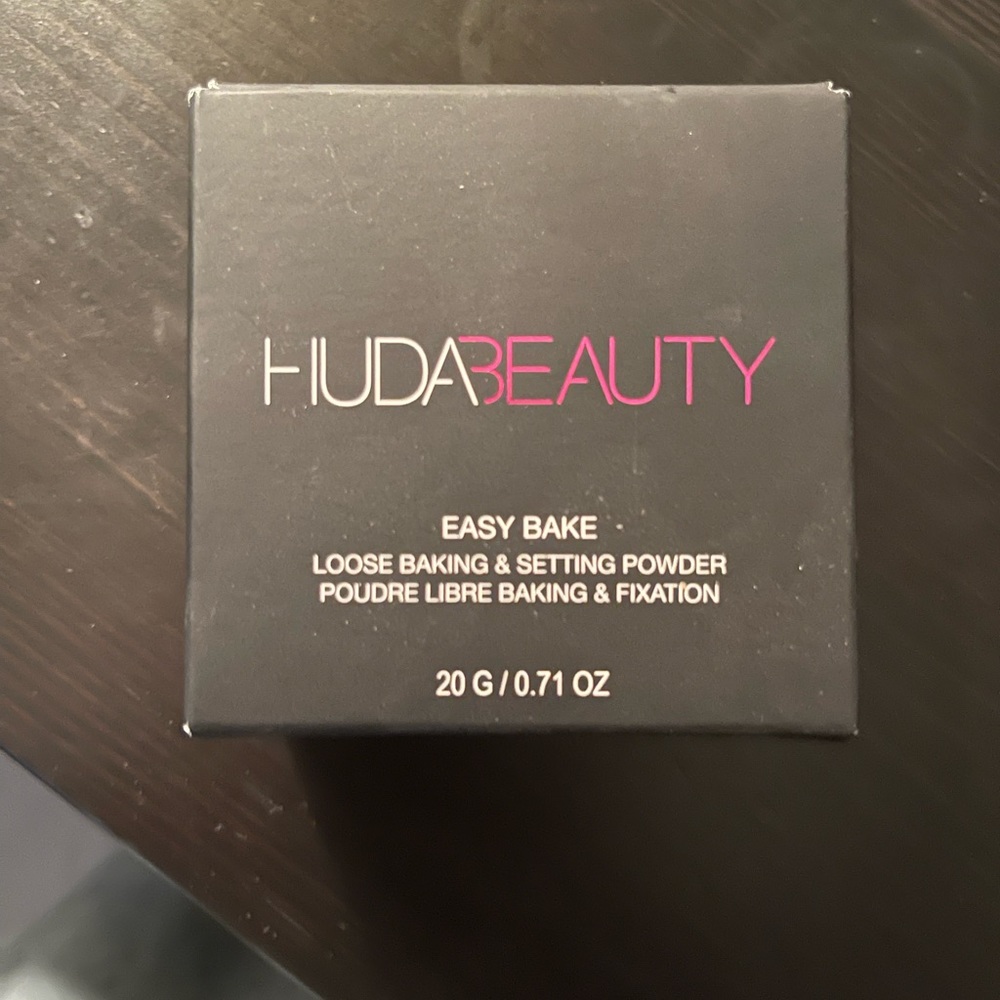 HUDABEAUTY
EASY BAKE
LOOSE BAKING & SETTING POWDER
POUDRE LIBRE BAKING & FIXATION
20 G / 0.71 OZ